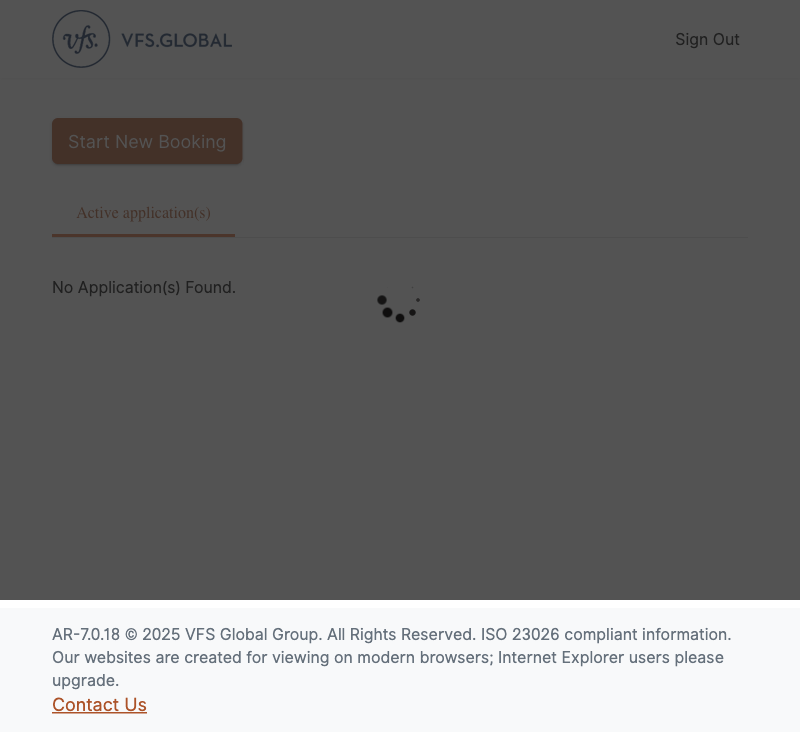 vfs. VFS.GLOBAL
Sign Out
Start New Booking
Active application(s)
No Application(s) Found.
AR-7.0.18 © 2025 VFS Global Group. All Rights Reserved. ISO 23026 compliant information.
Our websites are created for viewing on modern browsers; Internet Explorer users please
upgrade.
Contact Us